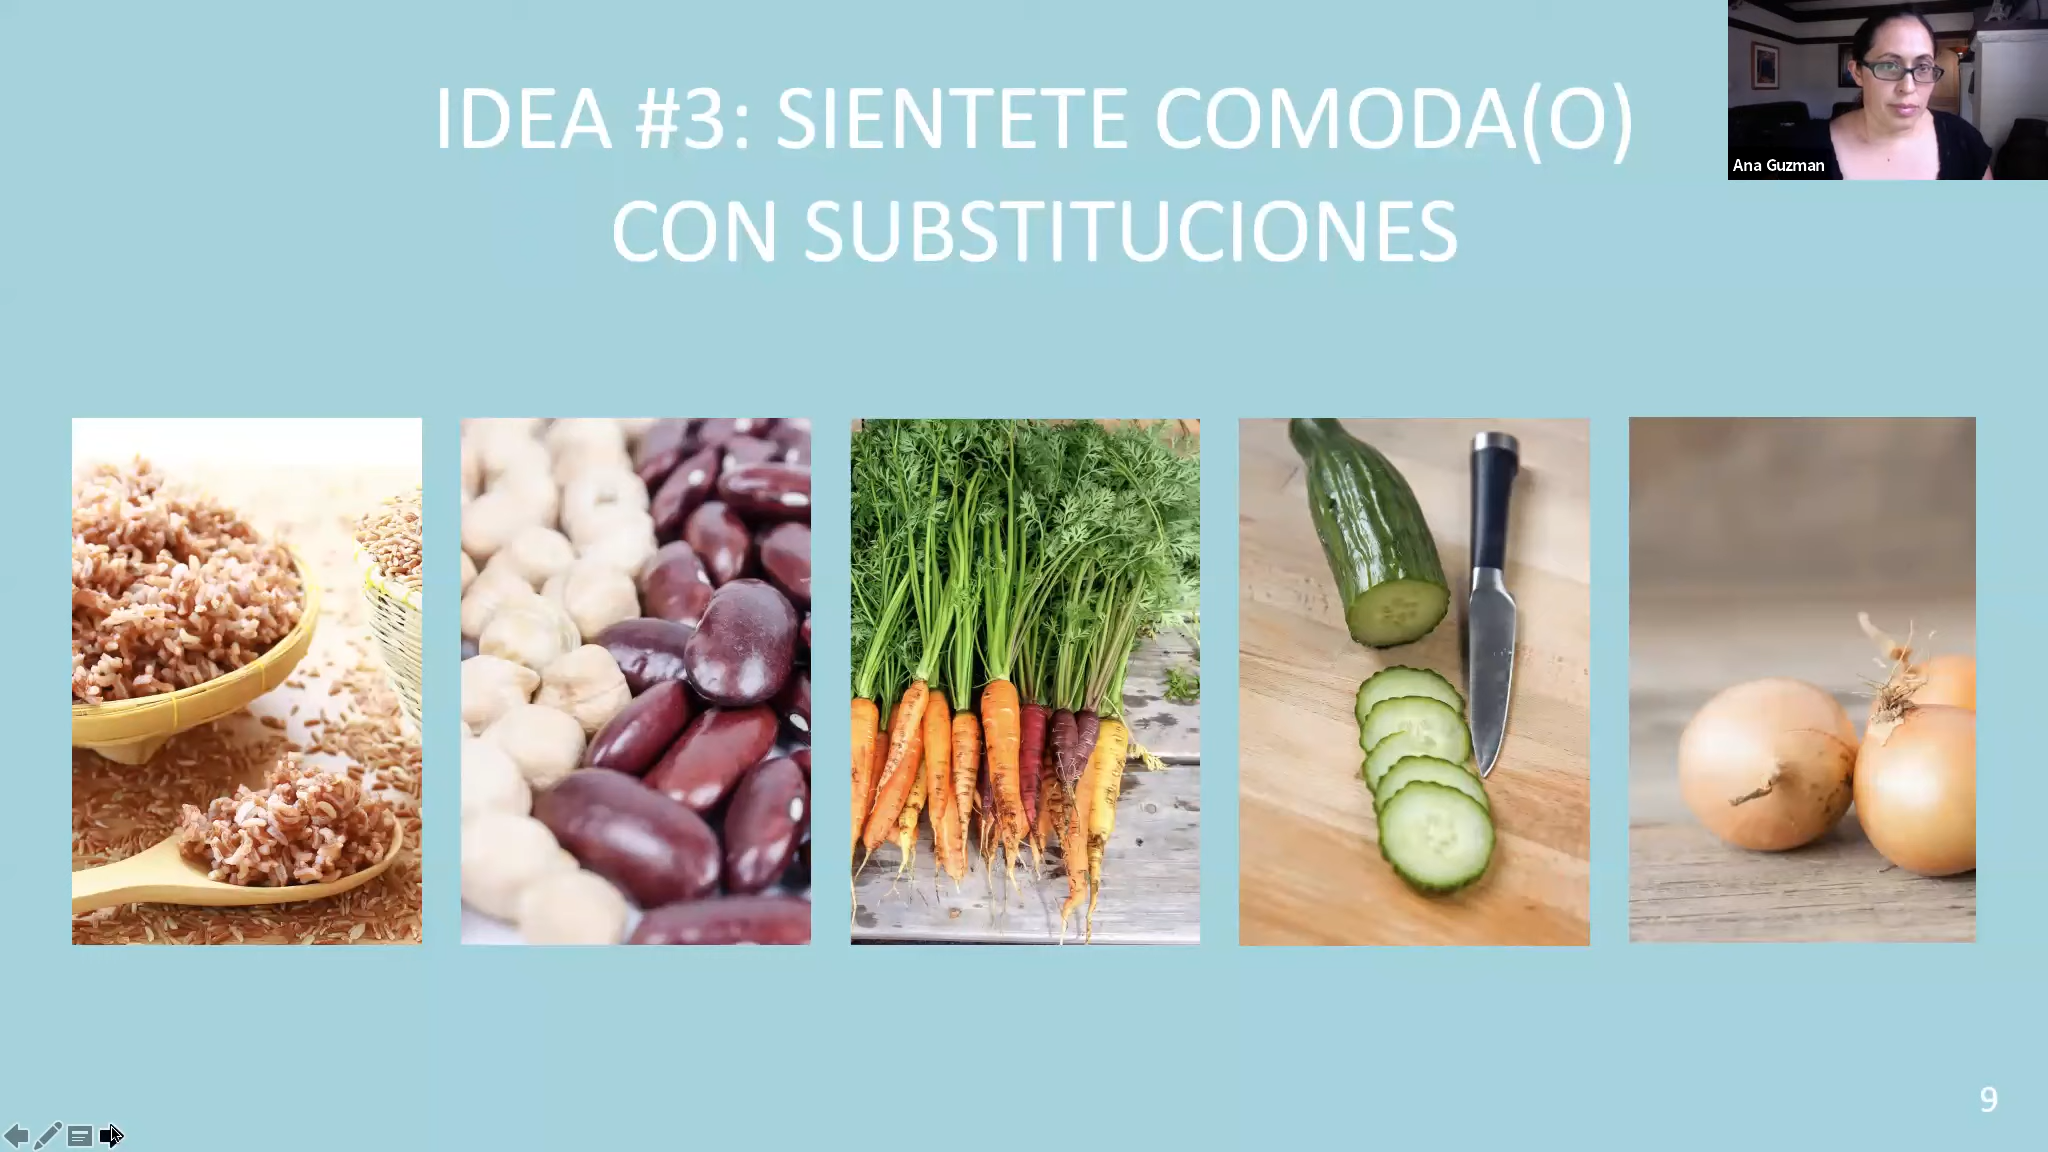 IDEA #3: SIENTETE COMODA(O)
CON SUBSTITUCIONES
Ana Guzman
9